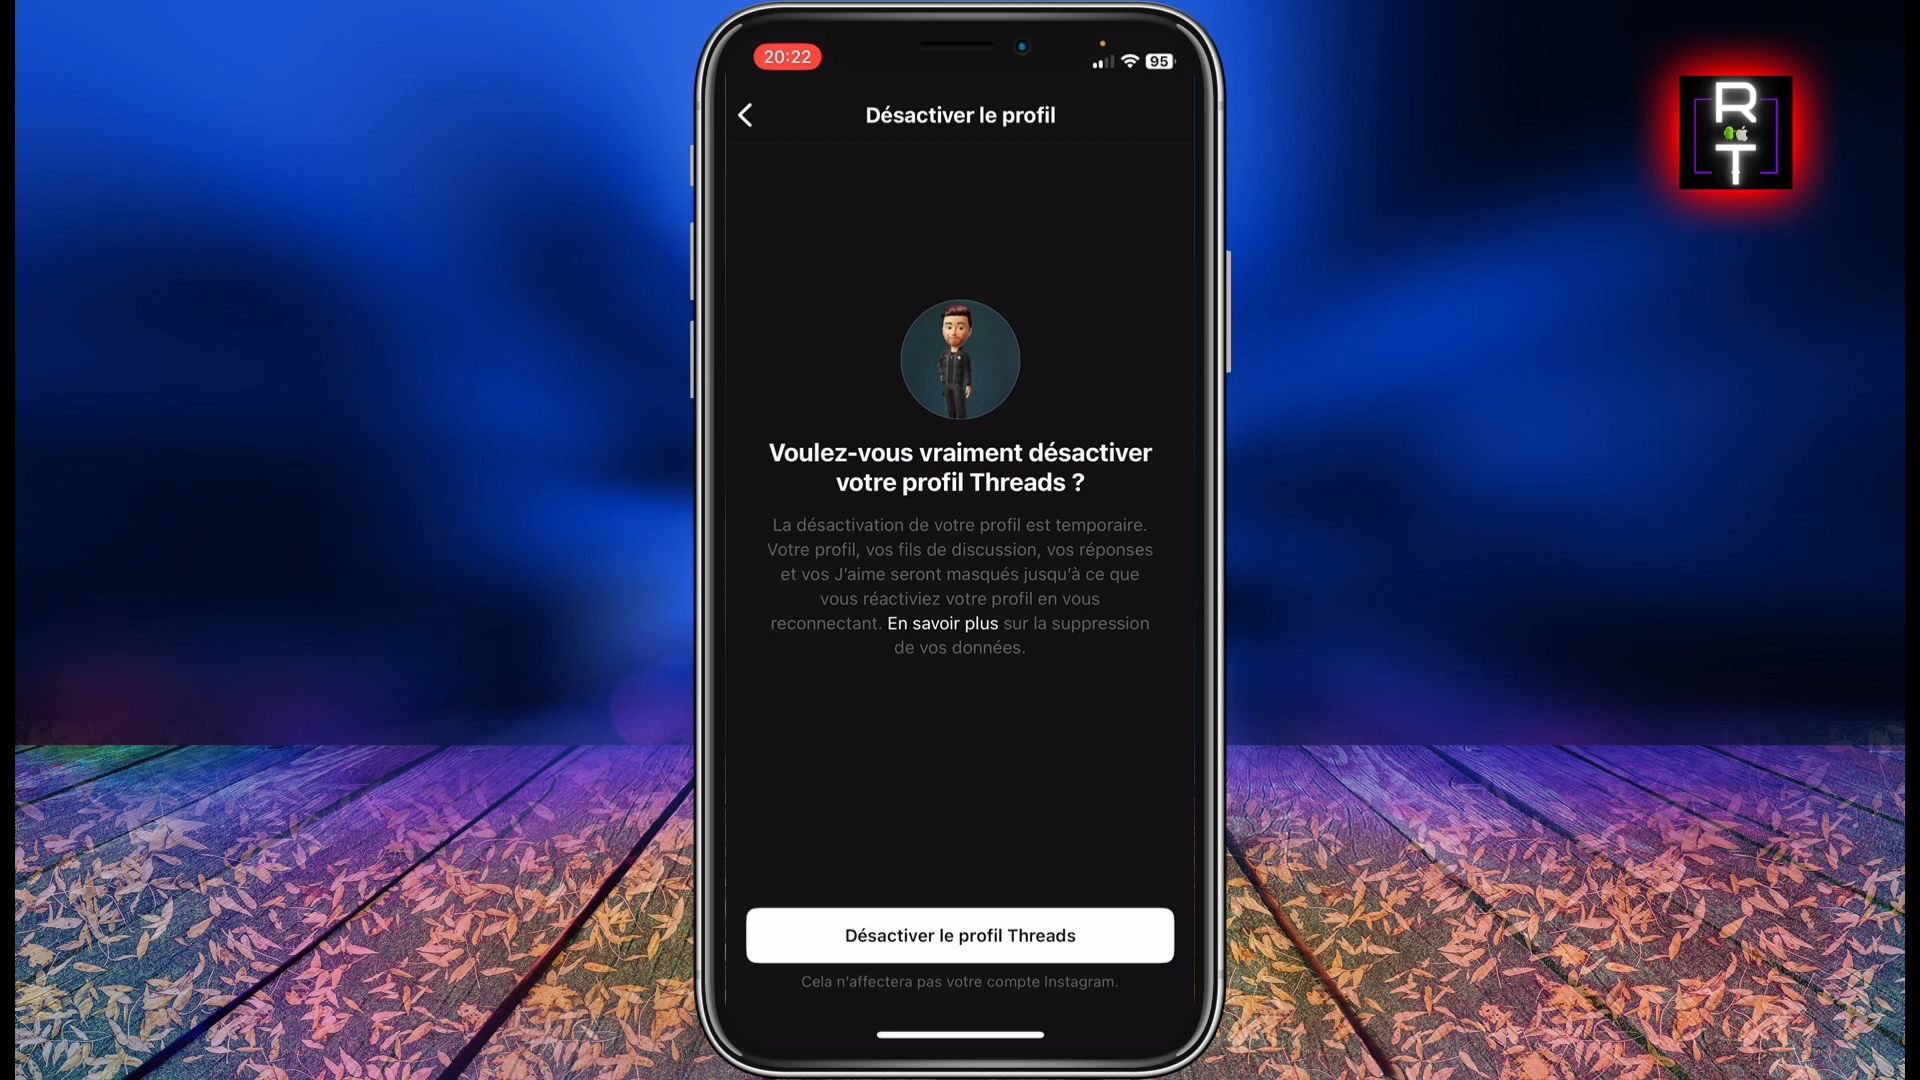 20:22
95
Désactiver le profil
R
T
Voulez-vous vraiment désactiver
votre profil Threads ?
La désactivation de votre profil est temporaire.
Votre profil, vos fils de discussion, vos réponses
et vos J’aime seront masqués jusqu’à ce que
vous réactiviez votre profil en vous
reconnectant. En savoir plus sur la suppression
de vos données.
Désactiver le profil Threads
Cela n’affectera pas votre compte Instagram.